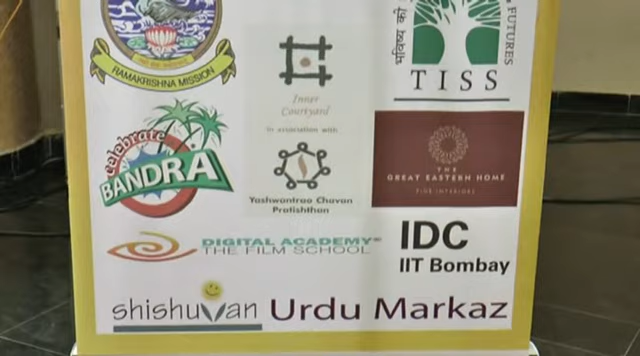 RAMAKRISHNA MISSION
Inner
Courtyard
in association with
Yashwantrao Chavan
Pratishthan
भविष्य की
FUTURES
TISS
celebrate
BANDRA
THE
GREAT EASTERN HOME
FINE INTERIORS
DIGITAL ACADEMY
THE FILM SCHOOL
IDC
IIT Bombay
shishuvan
Urdu Markaz